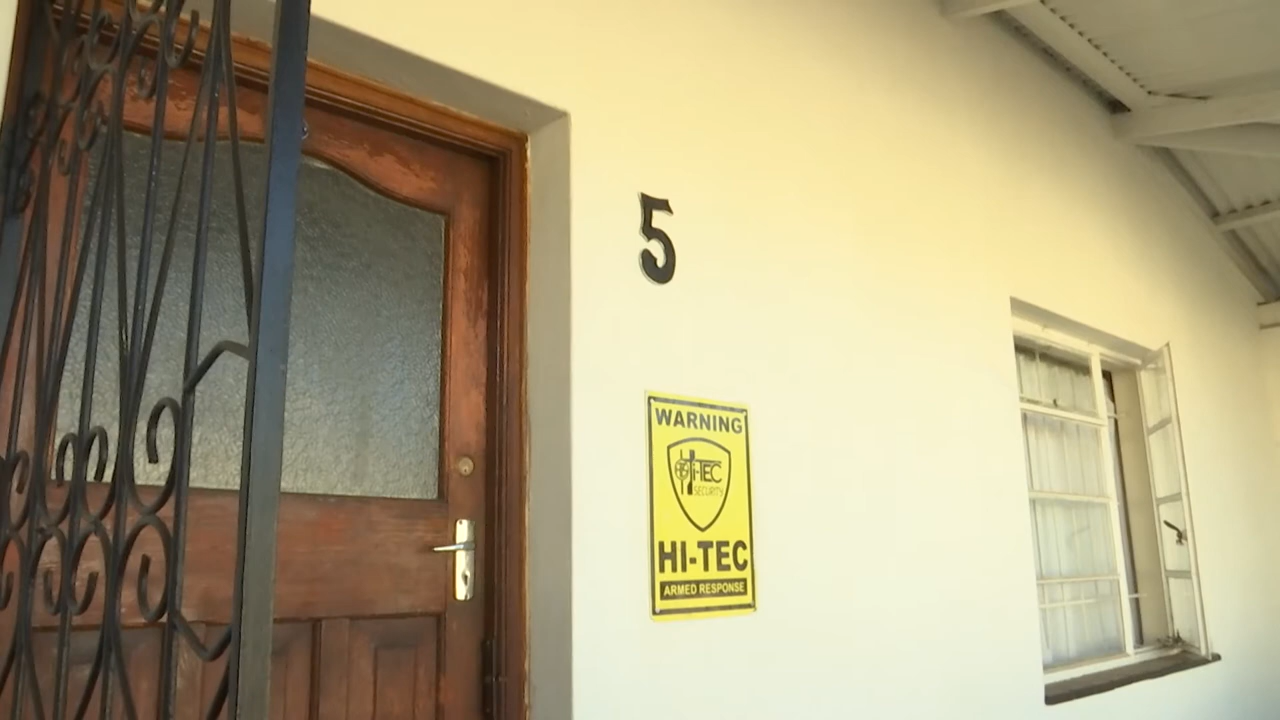 5
WARNING
Hi-TEC
SECURITY
HI-TEC
ARMED RESPONSE